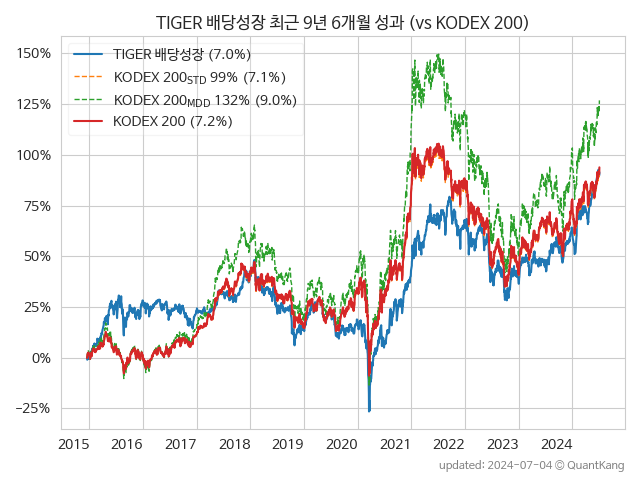 TIGER 배당성장 최근 9년 6개월 성과 (vs KODEX 200)
TIGER 배당성장 (7.0%)
KODEX 200STD 99% (7.1%)
KODEX 200MDD 132% (9.0%)
KODEX 200 (7.2%)
150%
125%
100%
75%
50%
25%
0%
−25%
2015 2016 2017 2018 2019 2020 2021 2022 2023 2024
updated: 2024-07-04 © QuantKang